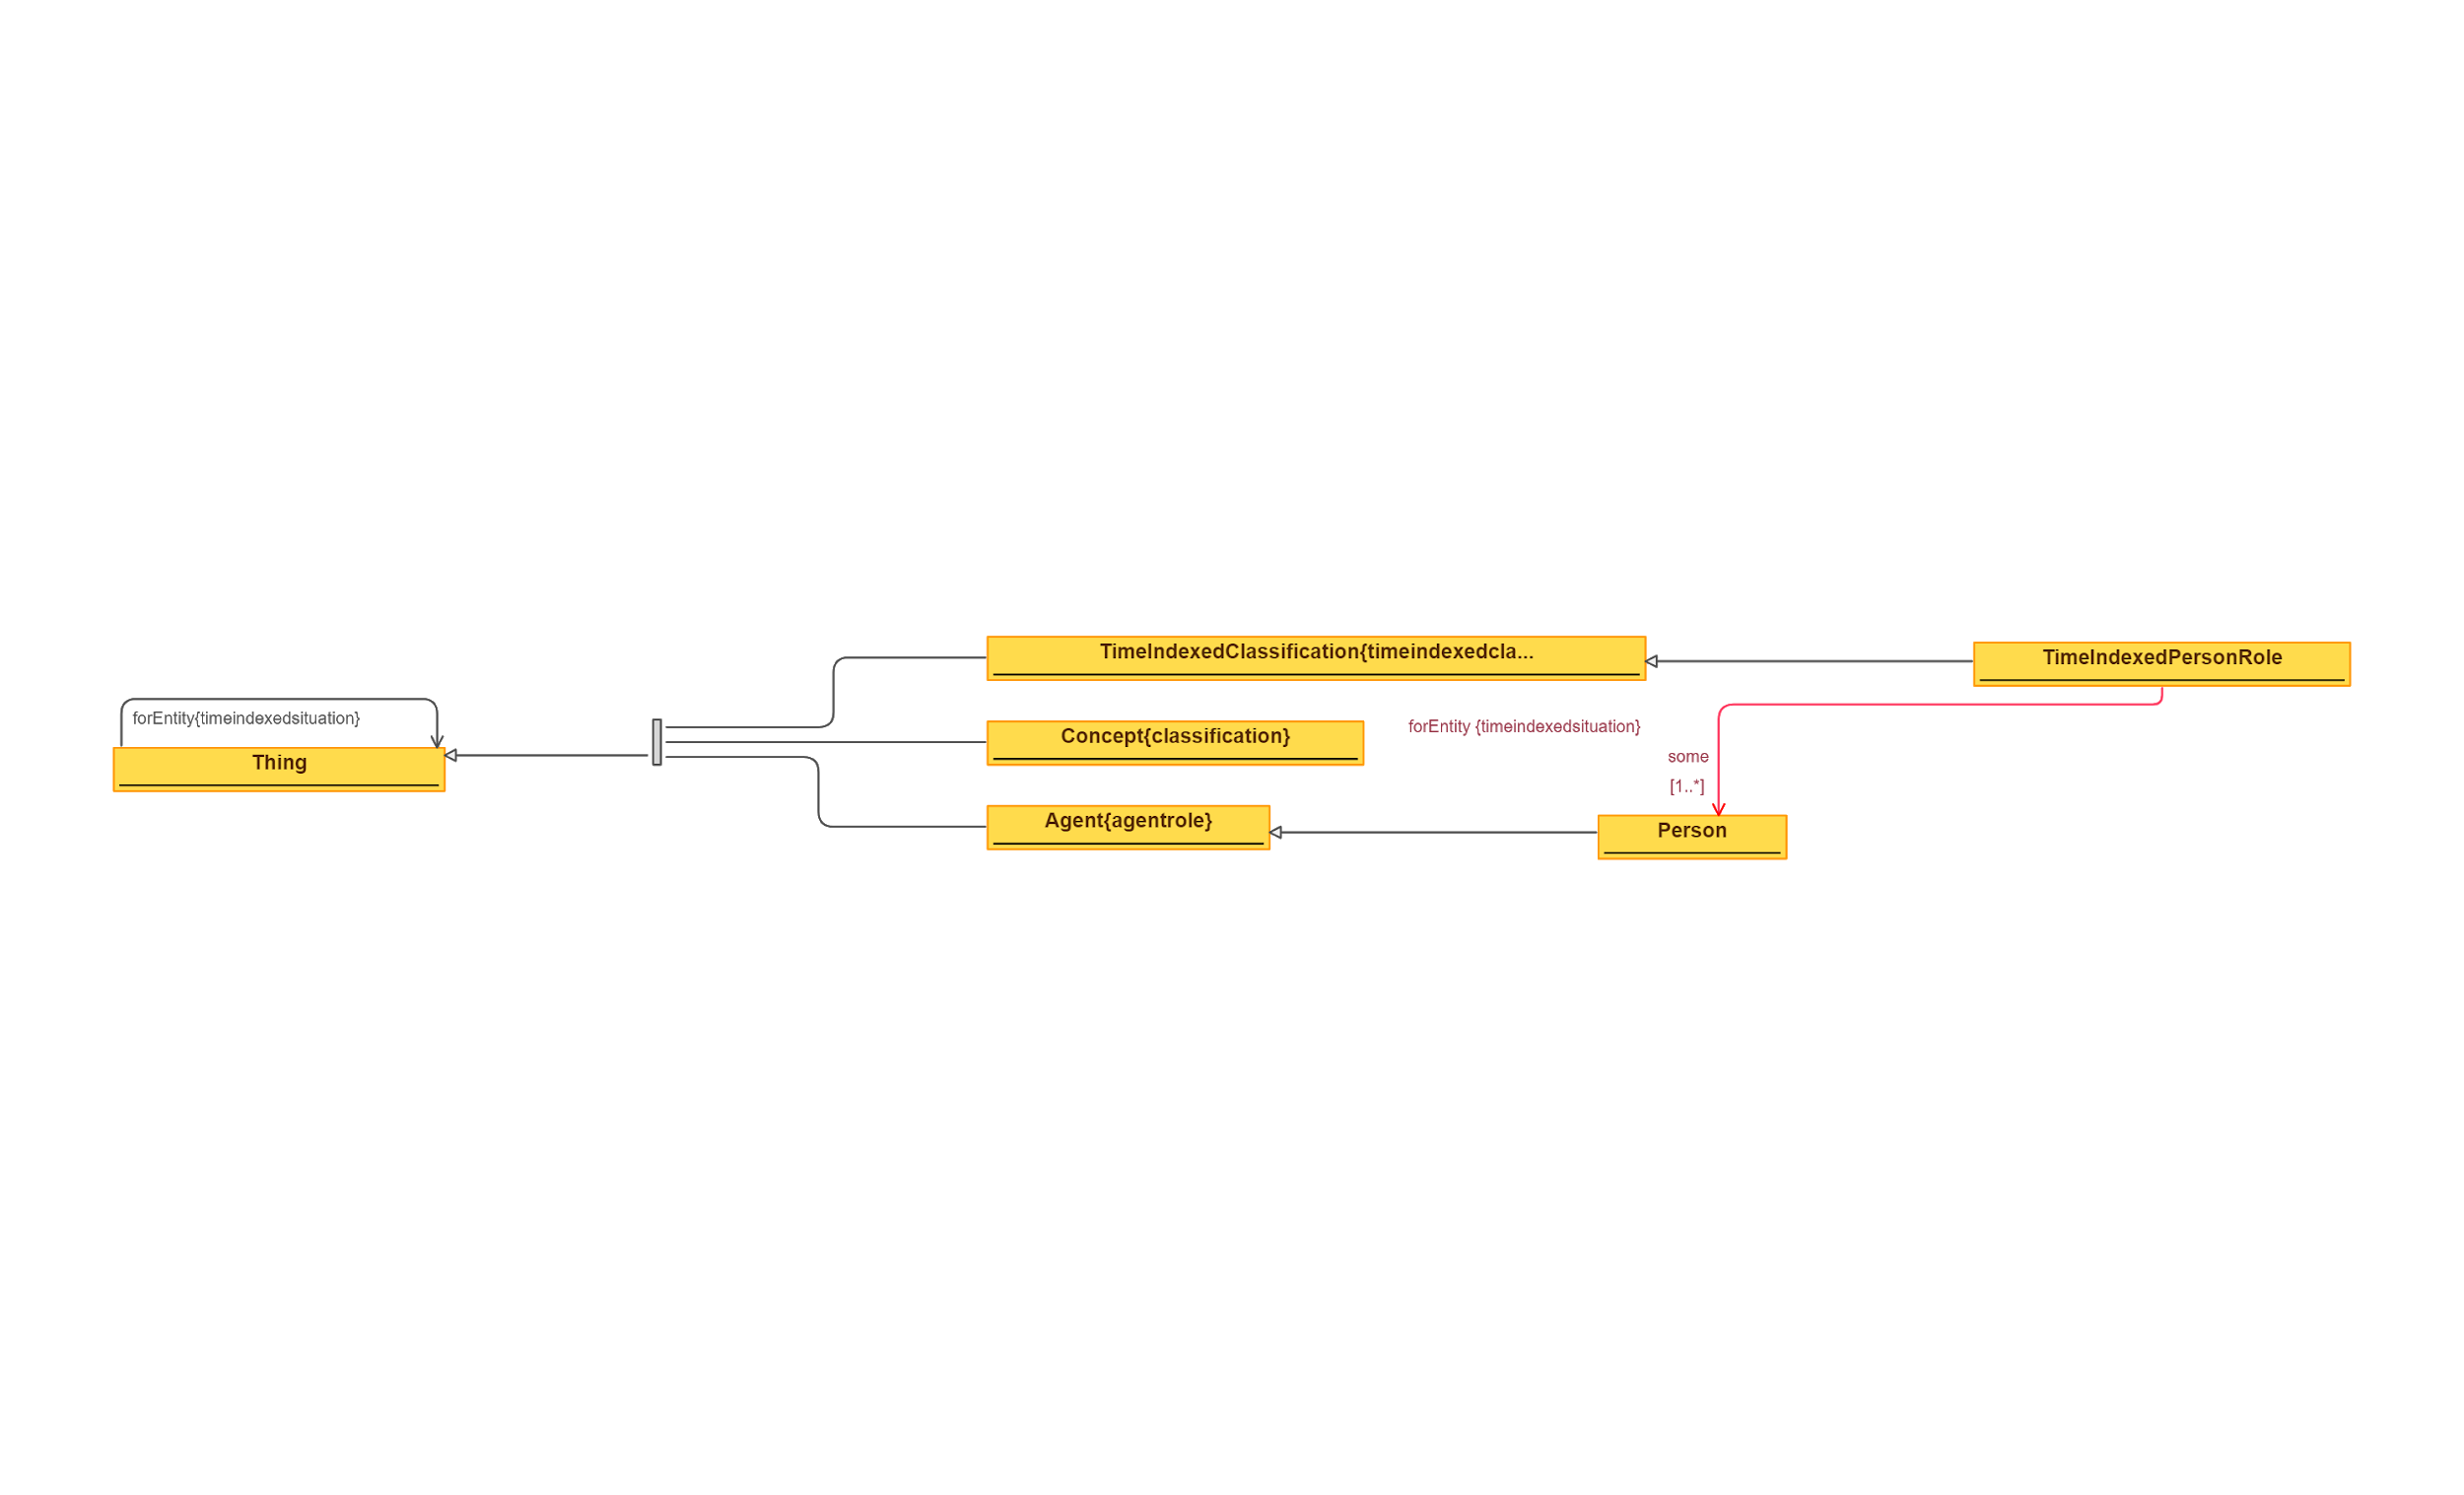 TimeIndexedClassification{timeindexedcla...
TimeIndexedPersonRole
forEntity{timeindexedsituation}
Concept{classification}
forEntity {timeindexedsituation}
Thing
some
[1..*]
Agent{agentrole}
Person